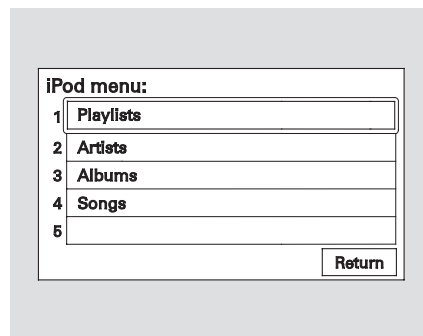 iPod menu:
1 Playlists
2 Artists
3 Albums
4 Songs
5
Return